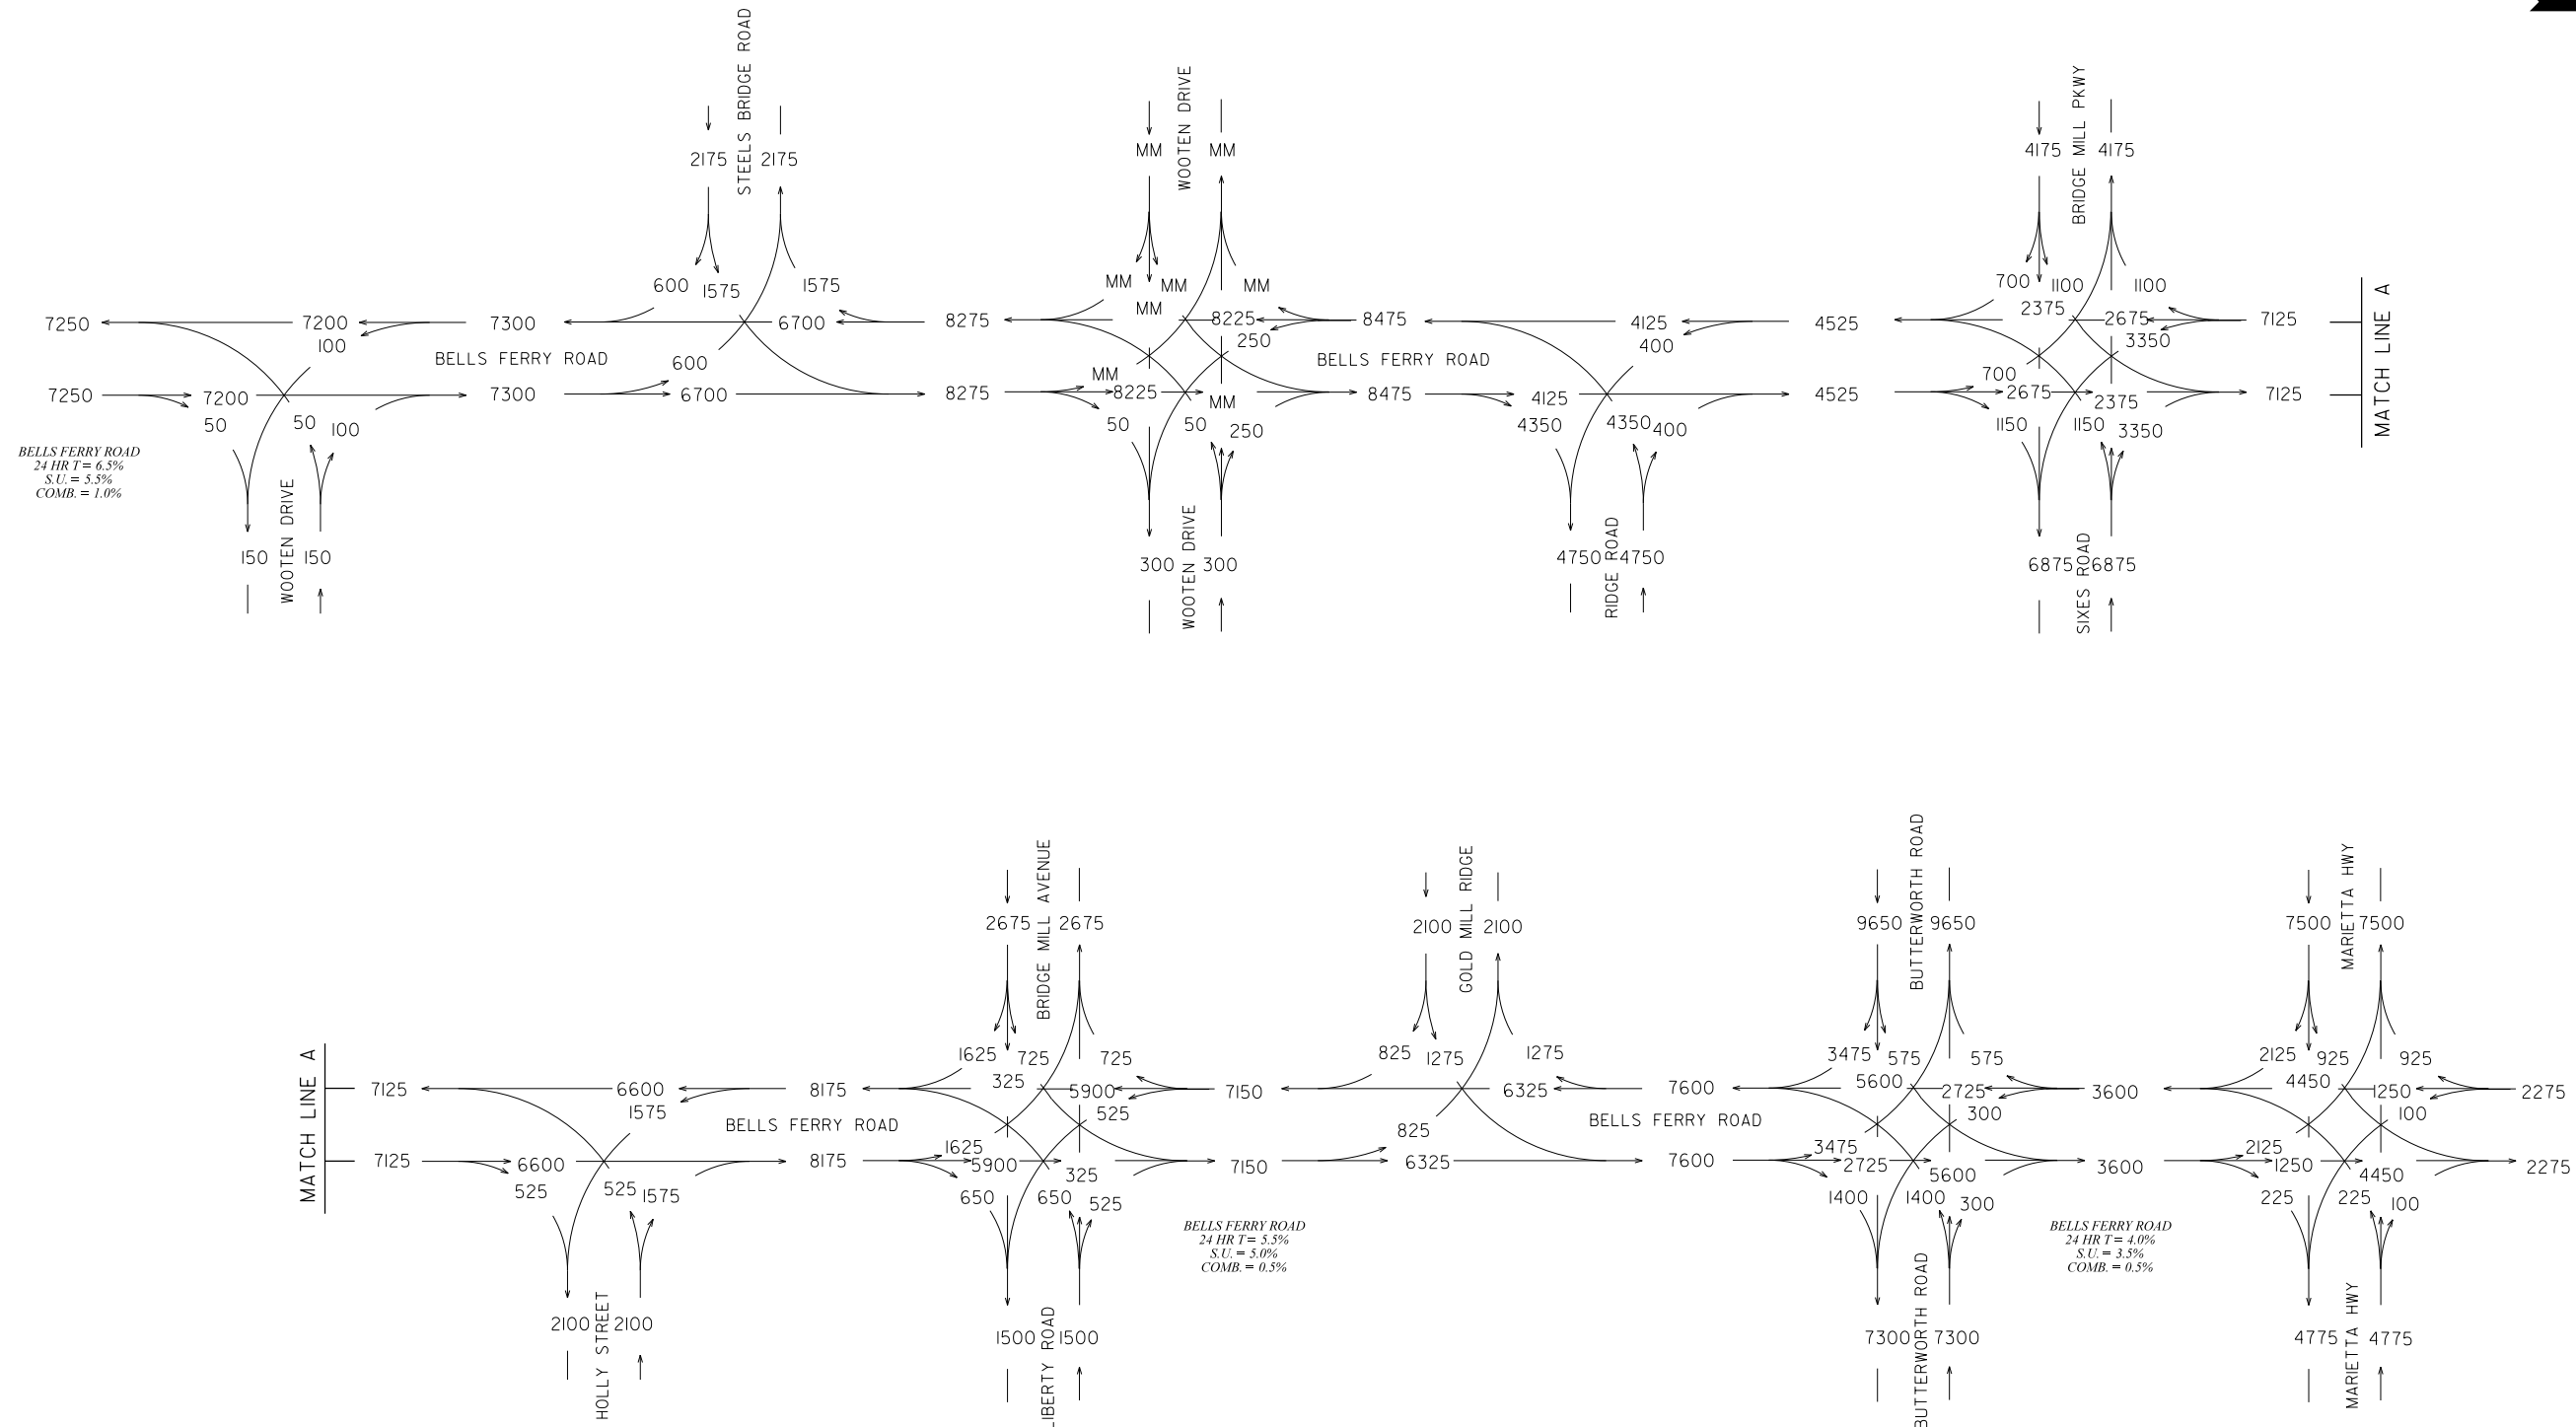 STEELS BRIDGE ROAD
2175 2175
600 1575 1575
7250 7200 7300 6700 8275
100
BELLS FERRY ROAD
600
7250 7200 7300 6700 8275
50 50 100
BELLS FERRY ROAD
24 HR T = 6.5%
S.U. = 5.5%
COMB. = 1.0%
WOOTEN DRIVE
150 150
WOOTEN DRIVE
MM MM
MM MM MM
MM
8225 8475
250
MM
8225 8475
MM
50 50 250
WOOTEN DRIVE
300 300
BELLS FERRY ROAD
4125 4525
400
4125 4525
4350 4350 400
RIDGE ROAD
4750 4750
BRIDGE MILL PKWY
4175 4175
700 1100 1100
2375 2675 7125
3350
700
2675 2375 7125
1150 1150 3350
SIXES ROAD
6875 6875
MATCH LINE A
MATCH LINE A
7125 6600 8175
1575
BELLS FERRY ROAD
7125 6600 8175
525 525 1575
HOLLY STREET
2100 2100
BRIDGE MILL AVENUE
2675 2675
1625 725 725
325 5900 7150
525
1625
5900 325 7150
650 650 525
LIBERTY ROAD
1500 1500
BELLS FERRY ROAD
24 HR T = 5.5%
S.U. = 5.0%
COMB. = 0.5%
GOLD MILL RIDGE
2100 2100
825 1275 1275
6325 7600
825
BELLS FERRY ROAD
6325 7600
BUTTERWORTH ROAD
9650 9650
3475 575 575
5600 2725 3600
300
3475
2725 5600 3600
1400 1400 300
BUTTERWORTH ROAD
7300 7300
BELLS FERRY ROAD
24 HR T = 4.0%
S.U. = 3.5%
COMB. = 0.5%
MARIETTA HWY
7500 7500
2125 925 925
4450 1250 2275
100
2125
1250 4450 2275
225 225 100
MARIETTA HWY
4775 4775